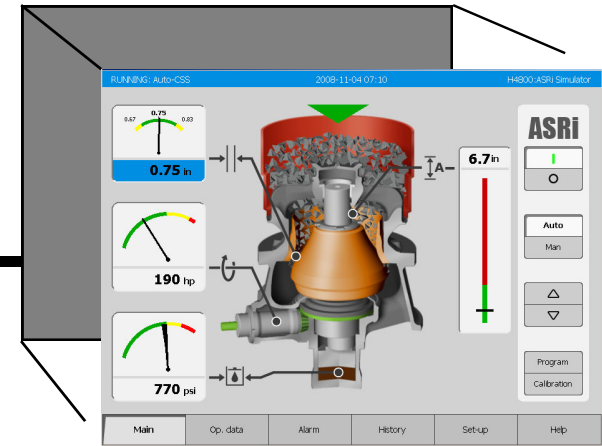 RUNNING: Auto-CSS 2008-11-04 07:10 H4800:ASRi Simulator
0.67 0.75 0.83
0.75 in
190 hp
770 psi
A
6.7in
ASRi
Auto
Man
Program
Calibration
Main Op. data Alarm History Set-up Help